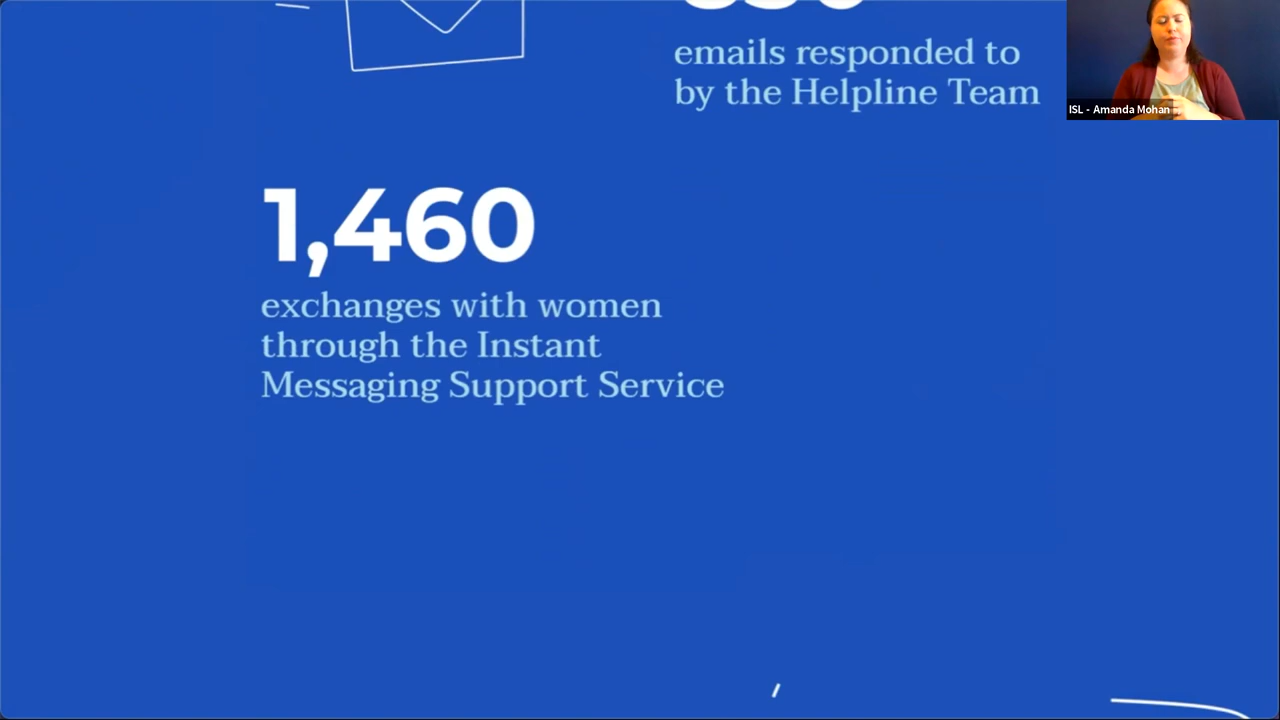 emails responded to
by the Helpline Team
ISL - Amanda Mohan
1,460
exchanges with women
through the Instant
Messaging Support Service